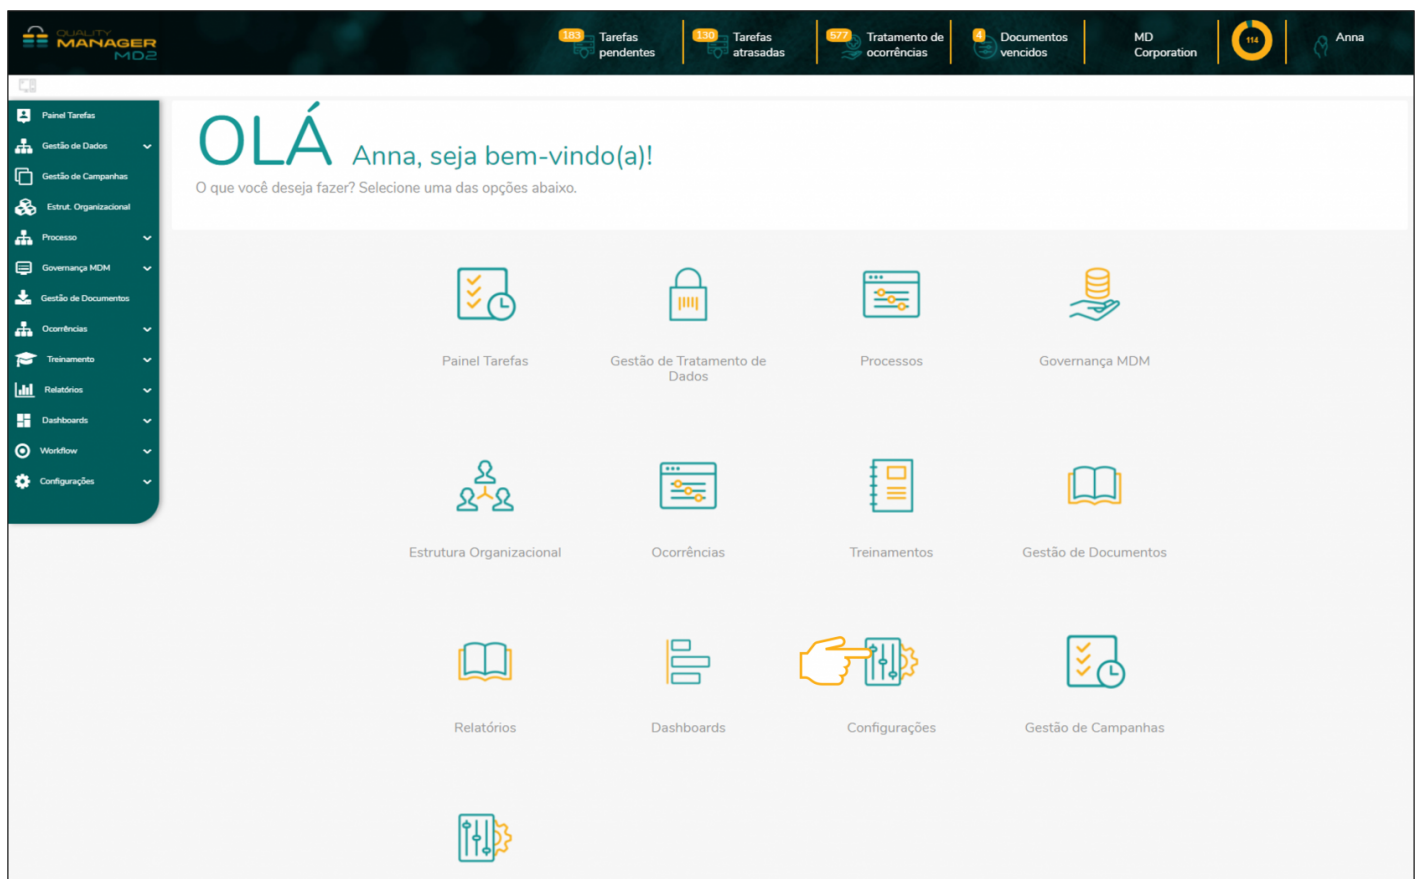 QUALITY
MANAGER
MD2
183
Tarefas
pendentes
130
Tarefas
atrasadas
577
Tratamento de
ocorrências
4
Documentos
vencidos
MD
Corporation
114
Anna
Painel Tarefas
Gestão de Dados
Gestão de Campanhas
Estrut. Organizacional
Processo
Governança MDM
Gestão de Documentos
Ocorrências
Treinamento
Relatórios
Dashboards
Workflow
Configurações
OLÁ Anna, seja bem-vindo(a)!
O que você deseja fazer? Selecione uma das opções abaixo.
Painel Tarefas
Gestão de Tratamento de
Dados
Processos
Governança MDM
Estrutura Organizacional
Ocorrências
Treinamentos
Gestão de Documentos
Relatórios
Dashboards
Configurações
Gestão de Campanhas